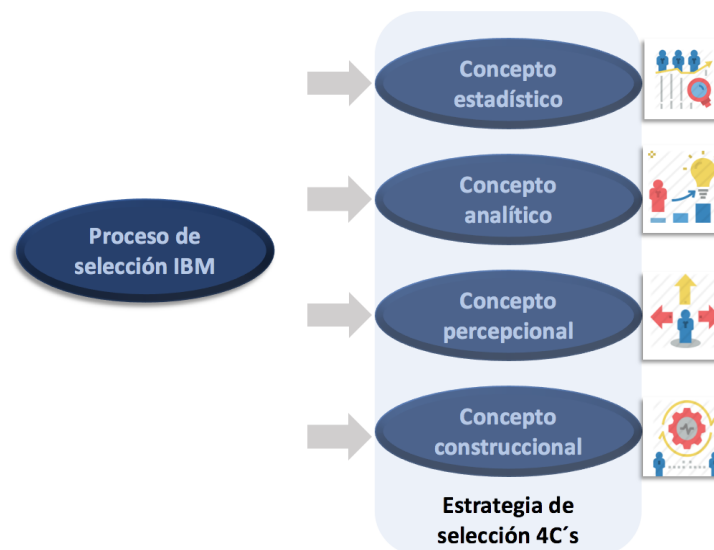 Proceso de
selección IBM
Concepto
estadístico
Concepto
analítico
Concepto
percepcional
Concepto
construccional
Estrategia de
selección 4C´s